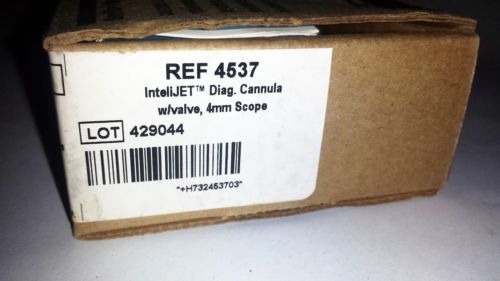 REF 4537
InteliJET™ Diag. Cannula
w/valve, 4mm Scope
LOT 429044
"+H732453703"